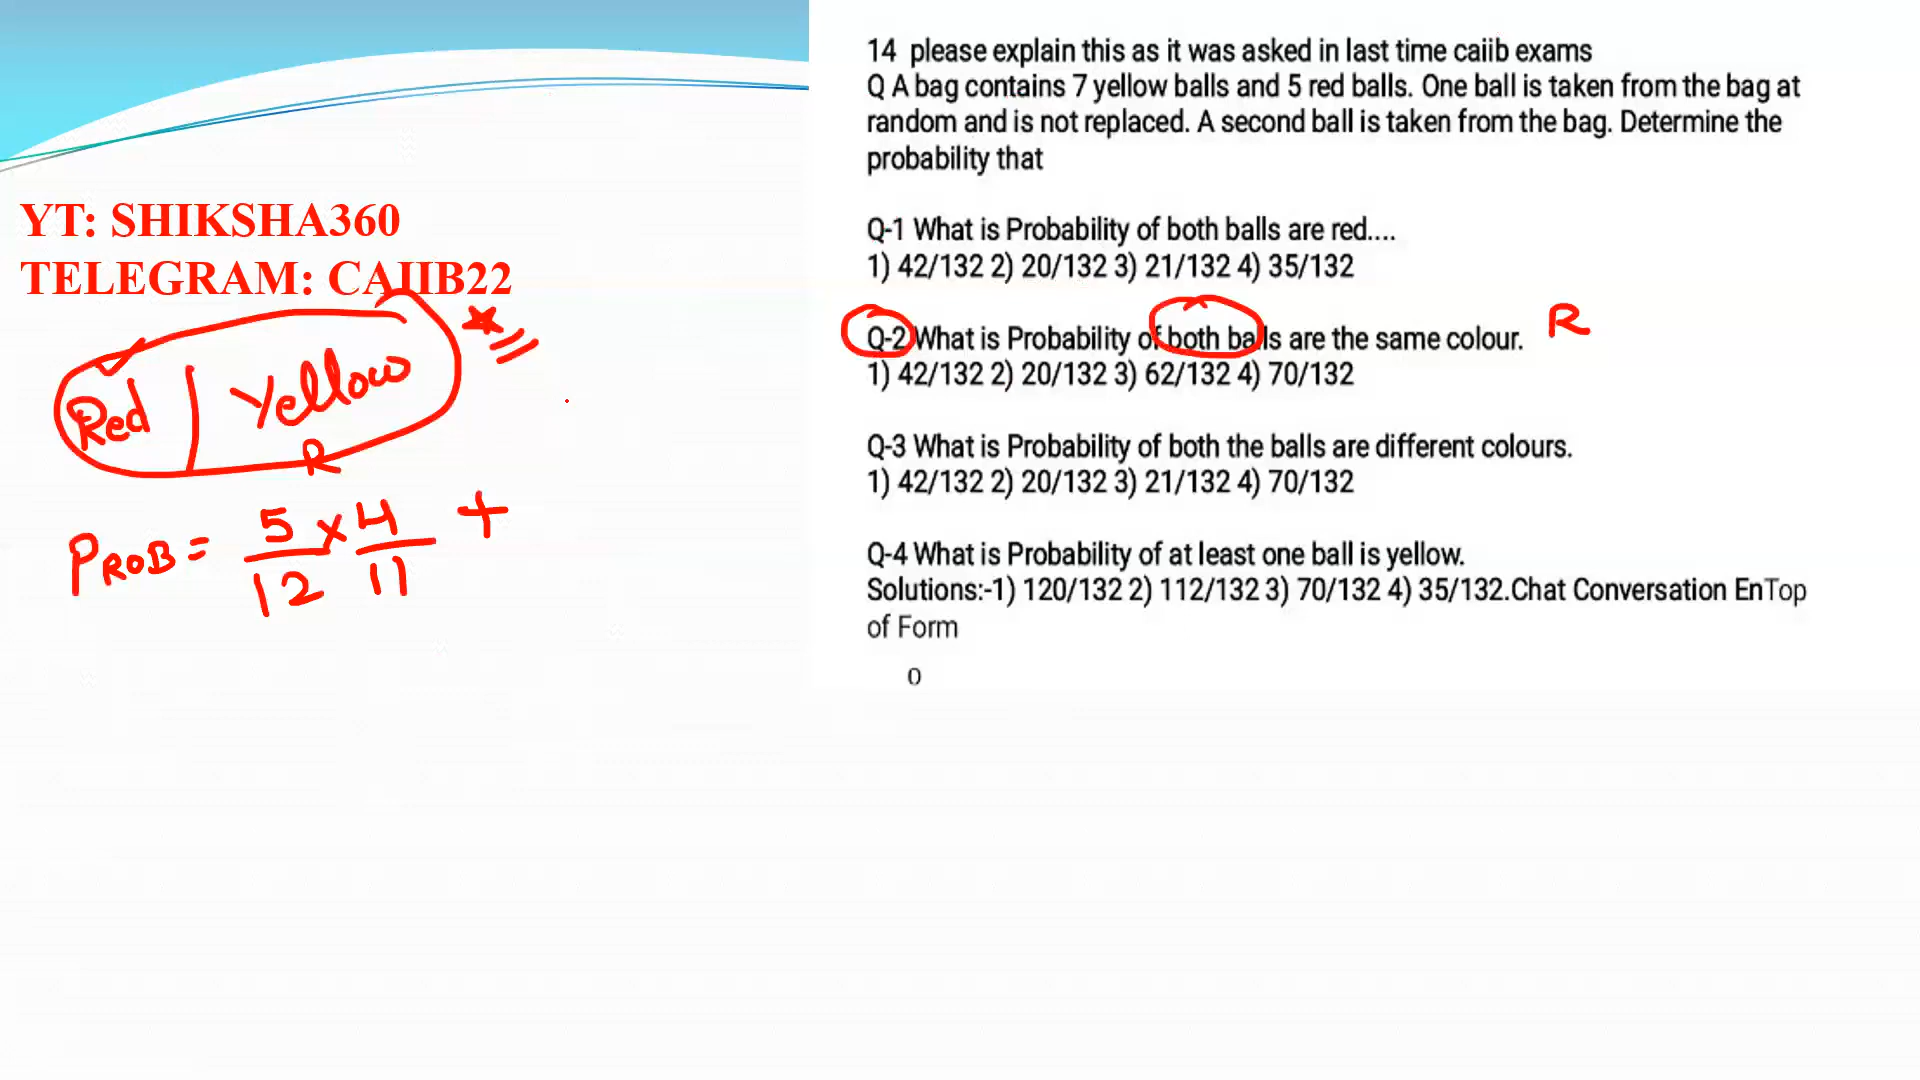 YT: SHIKSHA360
TELEGRAM: CAIIB22
Red | Yellow
R
PROB = 5/12 × 4/11 +
14 please explain this as it was asked in last time caiib exams
Q A bag contains 7 yellow balls and 5 red balls. One ball is taken from the bag at
random and is not replaced. A second ball is taken from the bag. Determine the
probability that
Q-1 What is Probability of both balls are red....
1) 42/132 2) 20/132 3) 21/132 4) 35/132
Q-2 What is Probability of both balls are the same colour. R
1) 42/132 2) 20/132 3) 62/132 4) 70/132
Q-3 What is Probability of both the balls are different colours.
1) 42/132 2) 20/132 3) 21/132 4) 70/132
Q-4 What is Probability of at least one ball is yellow.
Solutions:-1) 120/132 2) 112/132 3) 70/132 4) 35/132.Chat Conversation EnTop
of Form
0